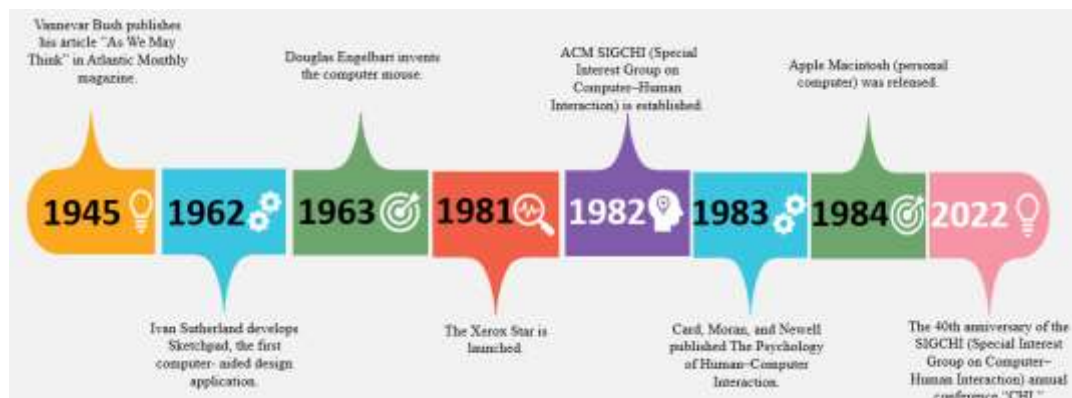 Vannevar Bush publishes
his article "As We May
Think" in Atlantic Monthly
magazine.
Douglas Engelbart invents
the computer mouse.
ACM SIGCHI (Special
Interest Group on
Computer–Human
Interaction) is established.
Apple Macintosh (personal
computer) was released.
1945
1962
1963
1981
1982
1983
1984
2022
Ivan Sutherland develops
Sketchpad, the first
computer- aided design
application.
The Xerox Star is
launched.
Card, Moran, and Newell
published The Psychology
of Human–Computer
Interaction.
The 40th anniversary of the
SIGCHI (Special Interest
Group on Computer–
Human Interaction) annual
conference "CHI."